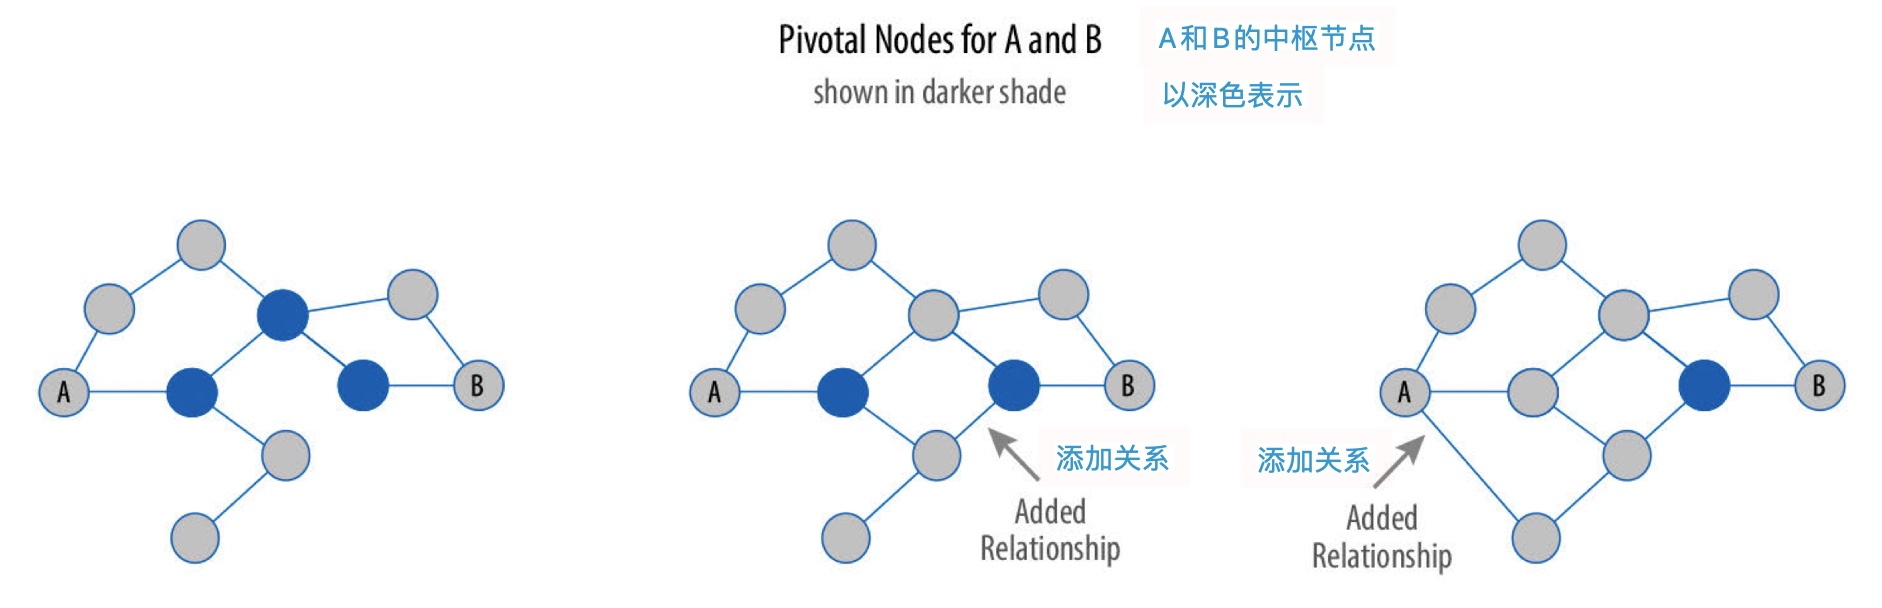 Pivotal Nodes for A and B
A和B的中枢节点
shown in darker shade
以深色表示
A
B
A
B
添加关系
Added
Relationship
A
B
添加关系
Added
Relationship